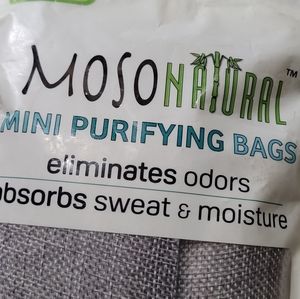 MOSO NATURAL™
MINI PURIFYING BAGS
eliminates odors
absorbs sweat & moisture